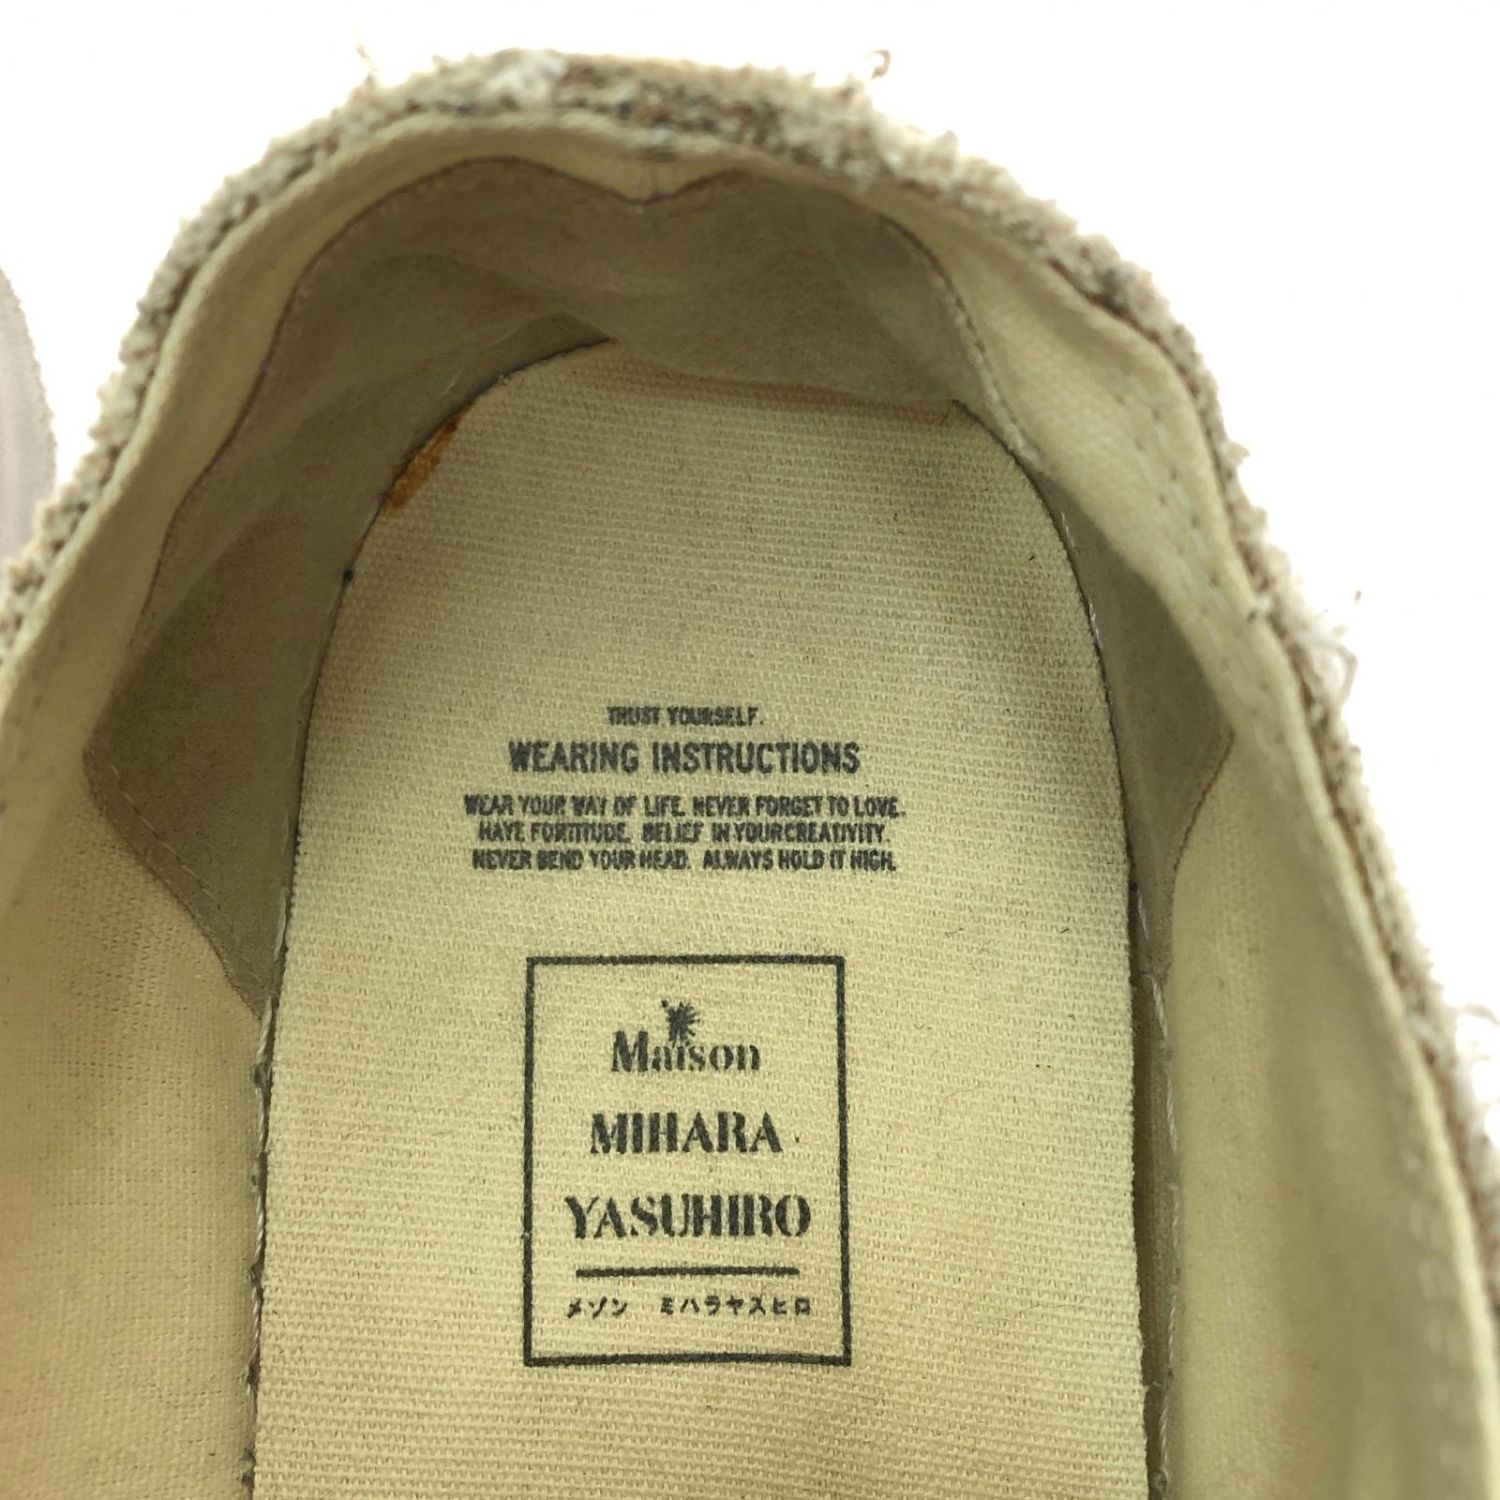 TRUST YOURSELF.
WEARING INSTRUCTIONS
WEAR YOUR WAY OF LIFE. NEVER FORGET TO LOVE.
HAVE FORTITUDE. BELIEF IN YOUR CREATIVITY.
NEVER BEND YOUR HEAD. ALWAYS HOLD IT HIGH.
Maison
MIHARA
YASUHIRO
メゾン ミハラヤスヒロ